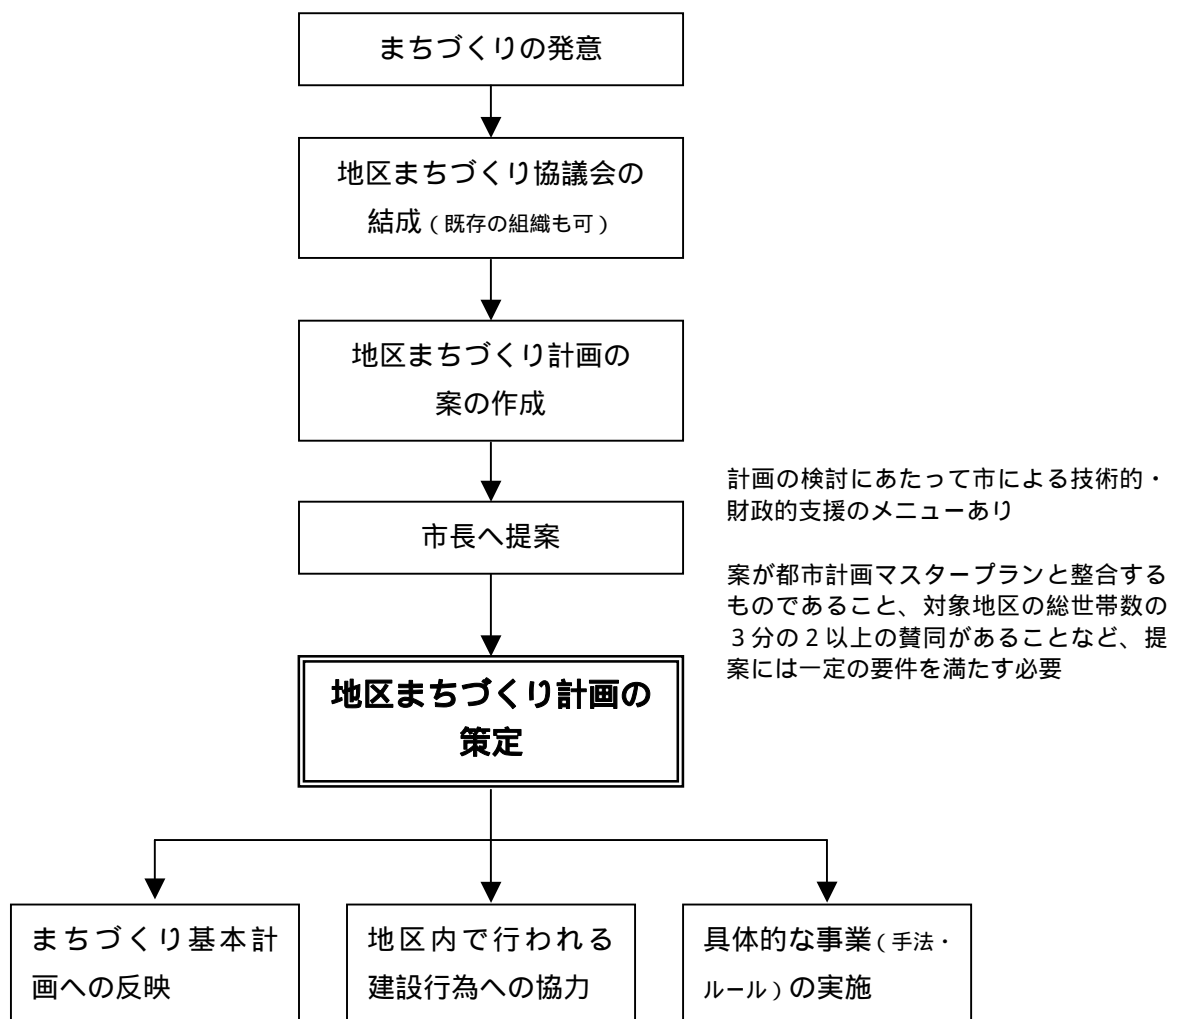 まちづくりの発意
地区まちづくり協議会の
結成（既存の組織も可）
地区まちづくり計画の
案の作成
計画の検討にあたって市による技術的・
財政的支援のメニューあり
市長へ提案
案が都市計画マスタープランと整合する
ものであること、対象地区の総世帯数の
３分の２以上の賛同があることなど、提
案には一定の要件を満たす必要
地区まちづくり計画の
策定
まちづくり基本計
画への反映
地区内で行われる
建設行為への協力
具体的な事業（手法・
ルール）の実施